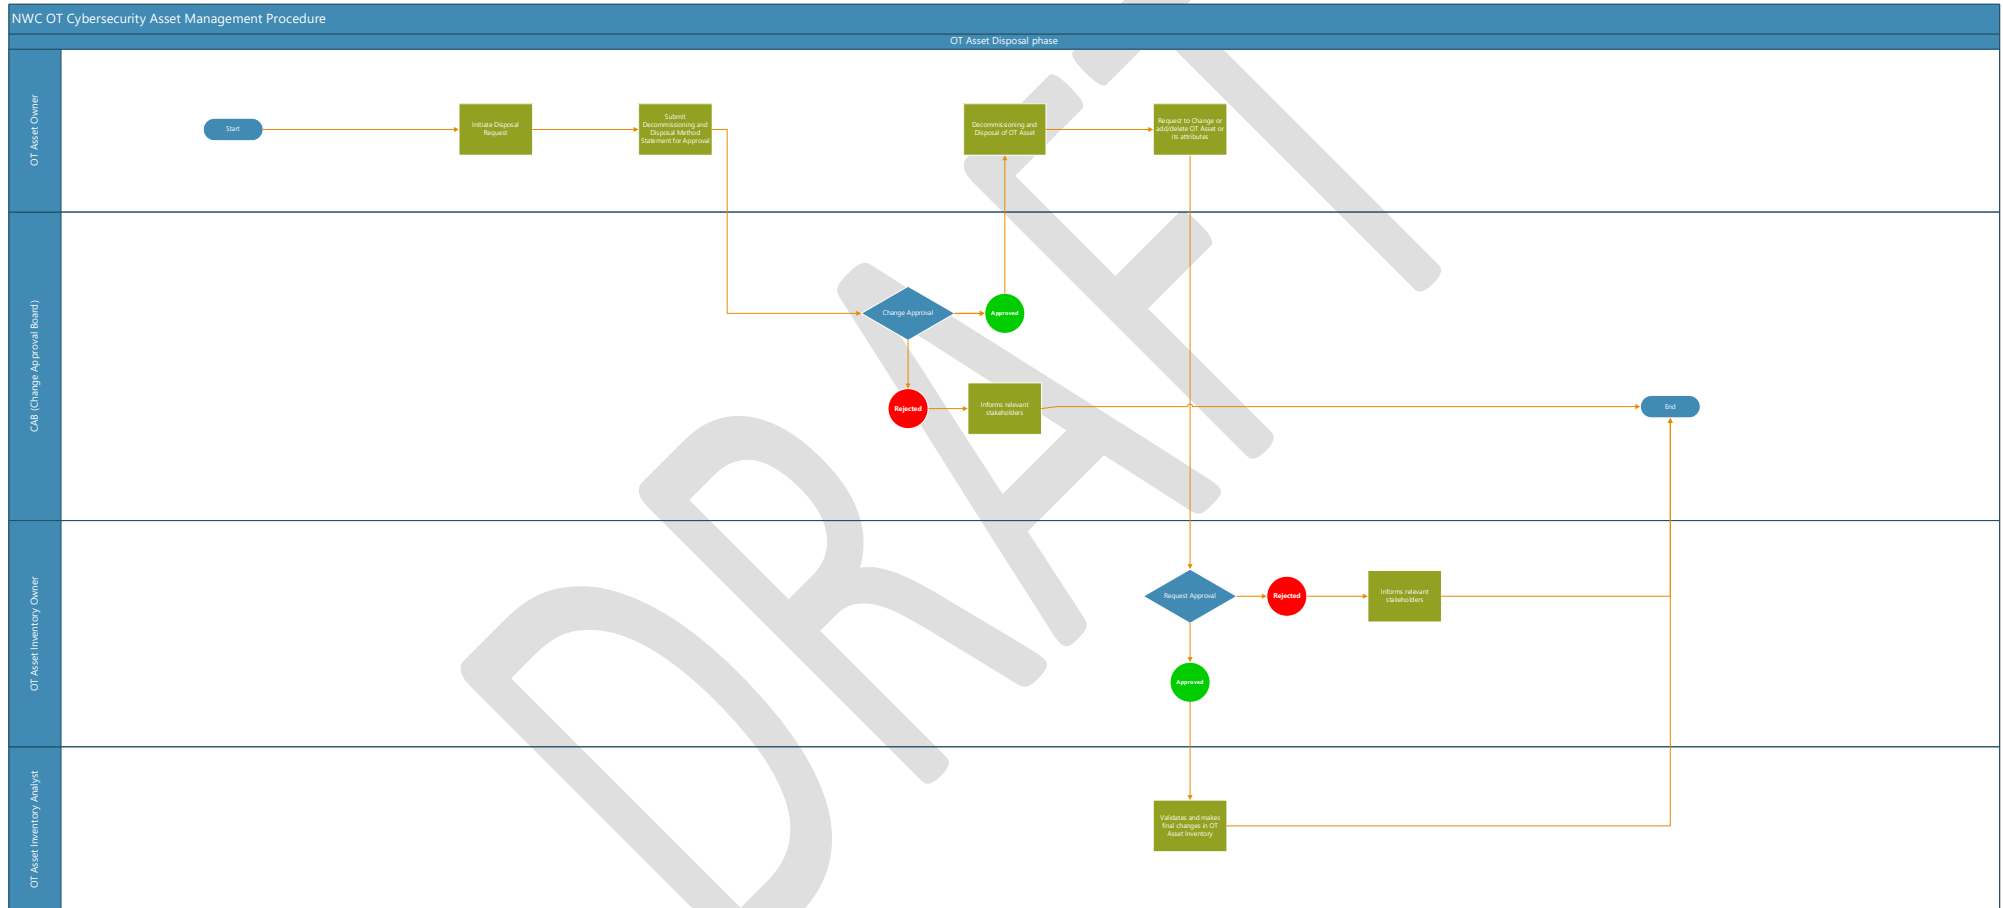 NWC OT Cybersecurity Asset Management Procedure
OT Asset Disposal phase
OT Asset Owner
Start
Initiate Disposal
Request
Submit
Decommissioning and
Disposal Method
Statement for Approval
Decommissioning and
Disposal of OT Asset
Request to Change or
add/delete OT Asset or
its attributes
CAB (Change Approval Board)
Change Approval
Approved
Rejected
Informs relevant
stakeholders
End
OT Asset Inventory Owner
Request Approval
Rejected
Informs relevant
stakeholders
Approved
OT Asset Inventory Analyst
Validates and makes
final changes in OT
Asset Inventory
DRAFT